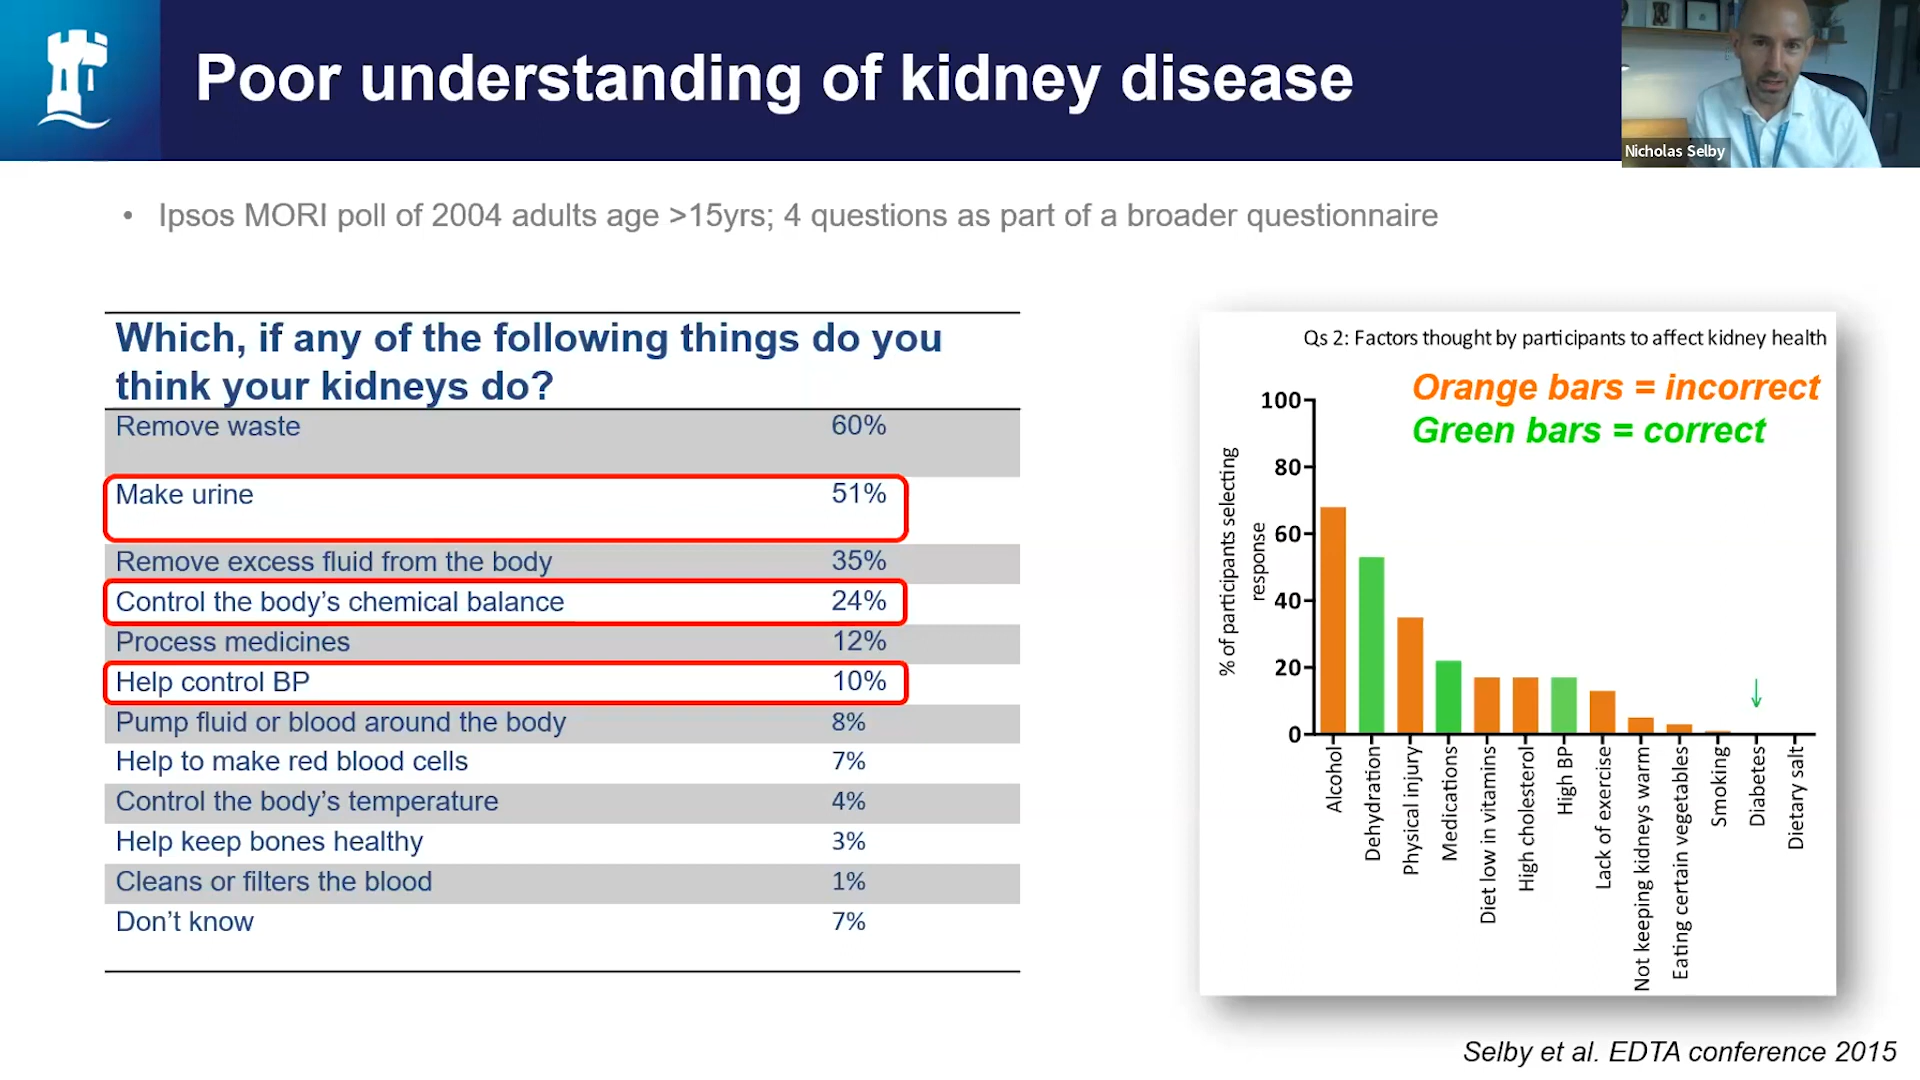 Poor understanding of kidney disease
Nicholas Selby
• Ipsos MORI poll of 2004 adults age >15yrs; 4 questions as part of a broader questionnaire
Which, if any of the following things do you
think your kidneys do?
Remove waste 60%
Make urine 51%
Remove excess fluid from the body 35%
Control the body's chemical balance 24%
Process medicines 12%
Help control BP 10%
Pump fluid or blood around the body 8%
Help to make red blood cells 7%
Control the body's temperature 4%
Help keep bones healthy 3%
Cleans or filters the blood 1%
Don't know 7%
Qs 2: Factors thought by participants to affect kidney health
Orange bars = incorrect
Green bars = correct
% of participants selecting
response
100
80
60
40
20
0
Alcohol
Dehydration
Physical injury
Medications
Diet low in vitamins
High cholesterol
High BP
Lack of exercise
Not keeping kidneys warm
Eating certain vegetables
Smoking
Diabetes
Dietary salt
Selby et al. EDTA conference 2015